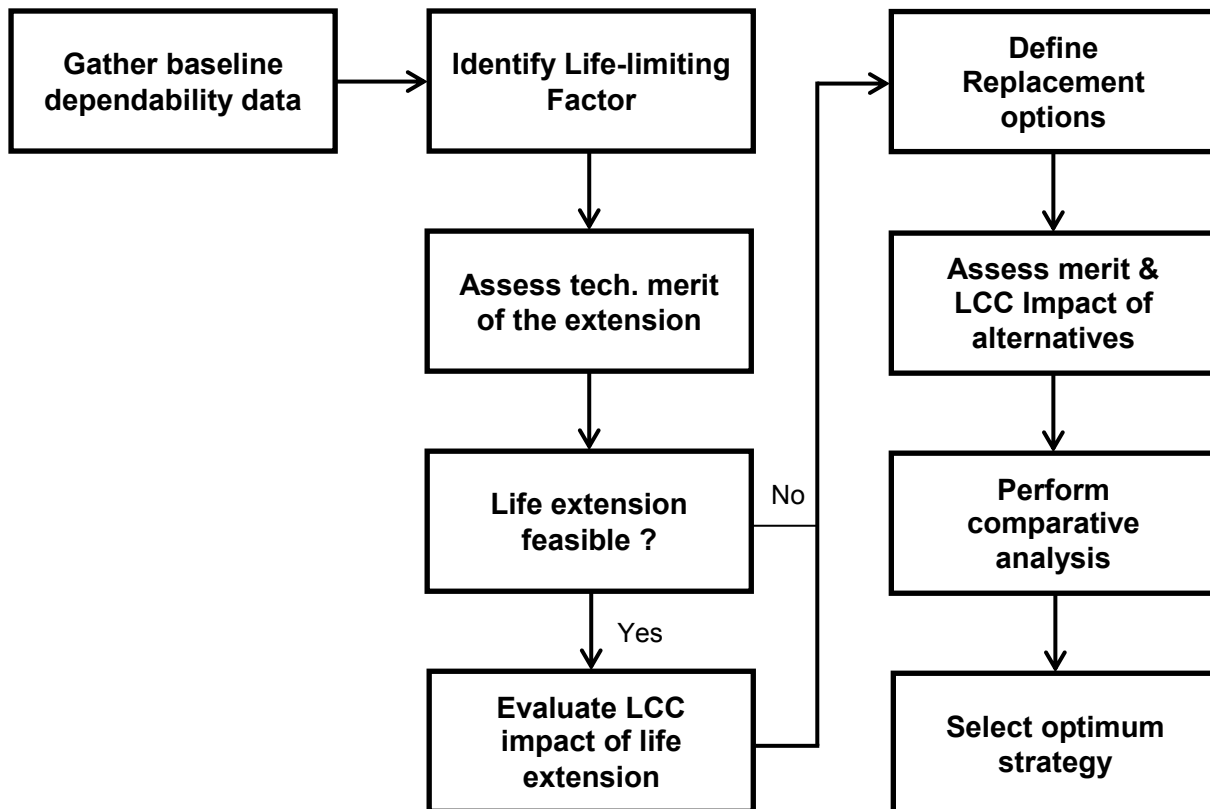 Gather baseline
dependability data
Identify Life-limiting
Factor
Assess tech. merit
of the extension
Life extension
feasible ?
No
Yes
Evaluate LCC
impact of life
extension
Define
Replacement
options
Assess merit &
LCC Impact of
alternatives
Perform
comparative
analysis
Select optimum
strategy